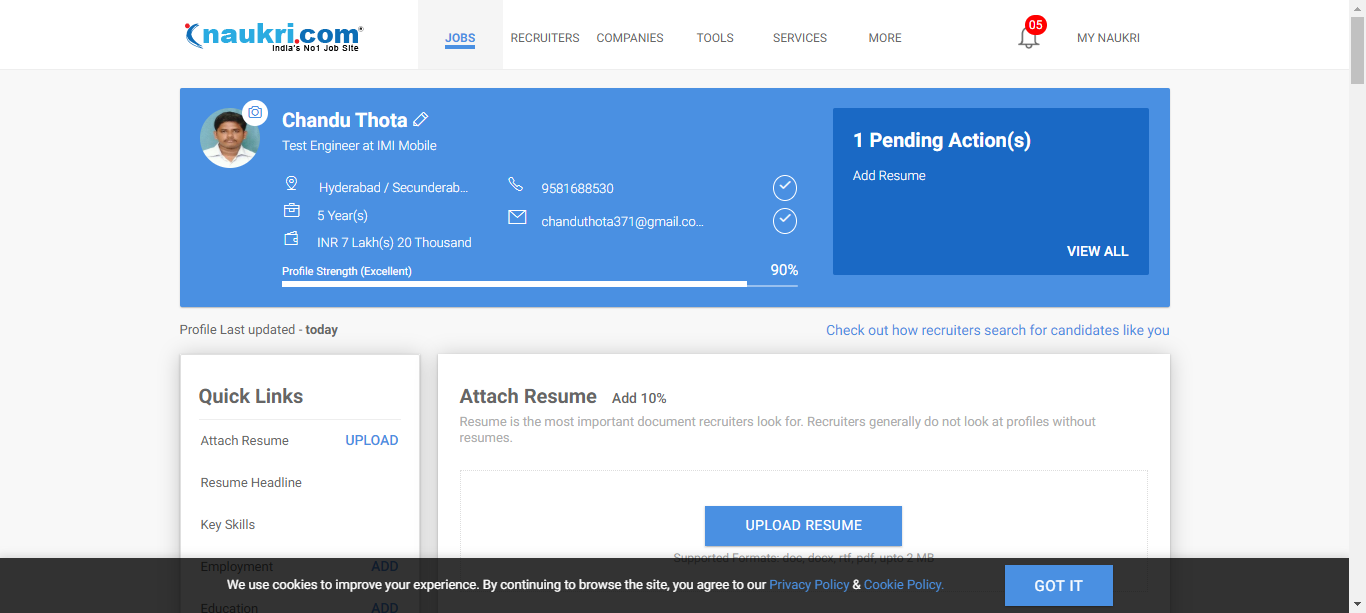 naukri.com
India's No1 Job Site
JOBS
RECRUITERS
COMPANIES
TOOLS
SERVICES
MORE
05
MY NAUKRI
Chandu Thota
Test Engineer at IMI Mobile
Hyderabad / Secunderab...
9581688530
5 Year(s)
chanduthota371@gmail.co...
INR 7 Lakh(s) 20 Thousand
Profile Strength (Excellent)
90%
1 Pending Action(s)
Add Resume
VIEW ALL
Profile Last updated - today
Check out how recruiters search for candidates like you
Quick Links
Attach Resume UPLOAD
Resume Headline
Key Skills
Employment ADD
Education ADD
Attach Resume Add 10%
Resume is the most important document recruiters look for. Recruiters generally do not look at profiles without
resumes.
UPLOAD RESUME
Supported Formats: doc, docx, rtf, pdf, upto 2 MB
We use cookies to improve your experience. By continuing to browse the site, you agree to our Privacy Policy & Cookie Policy.
GOT IT